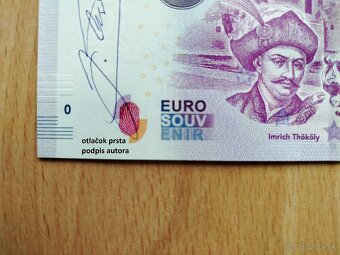 0
EURO
SOUV
ENIR
Imrich Thököly
otlačok prsta
podpis autora